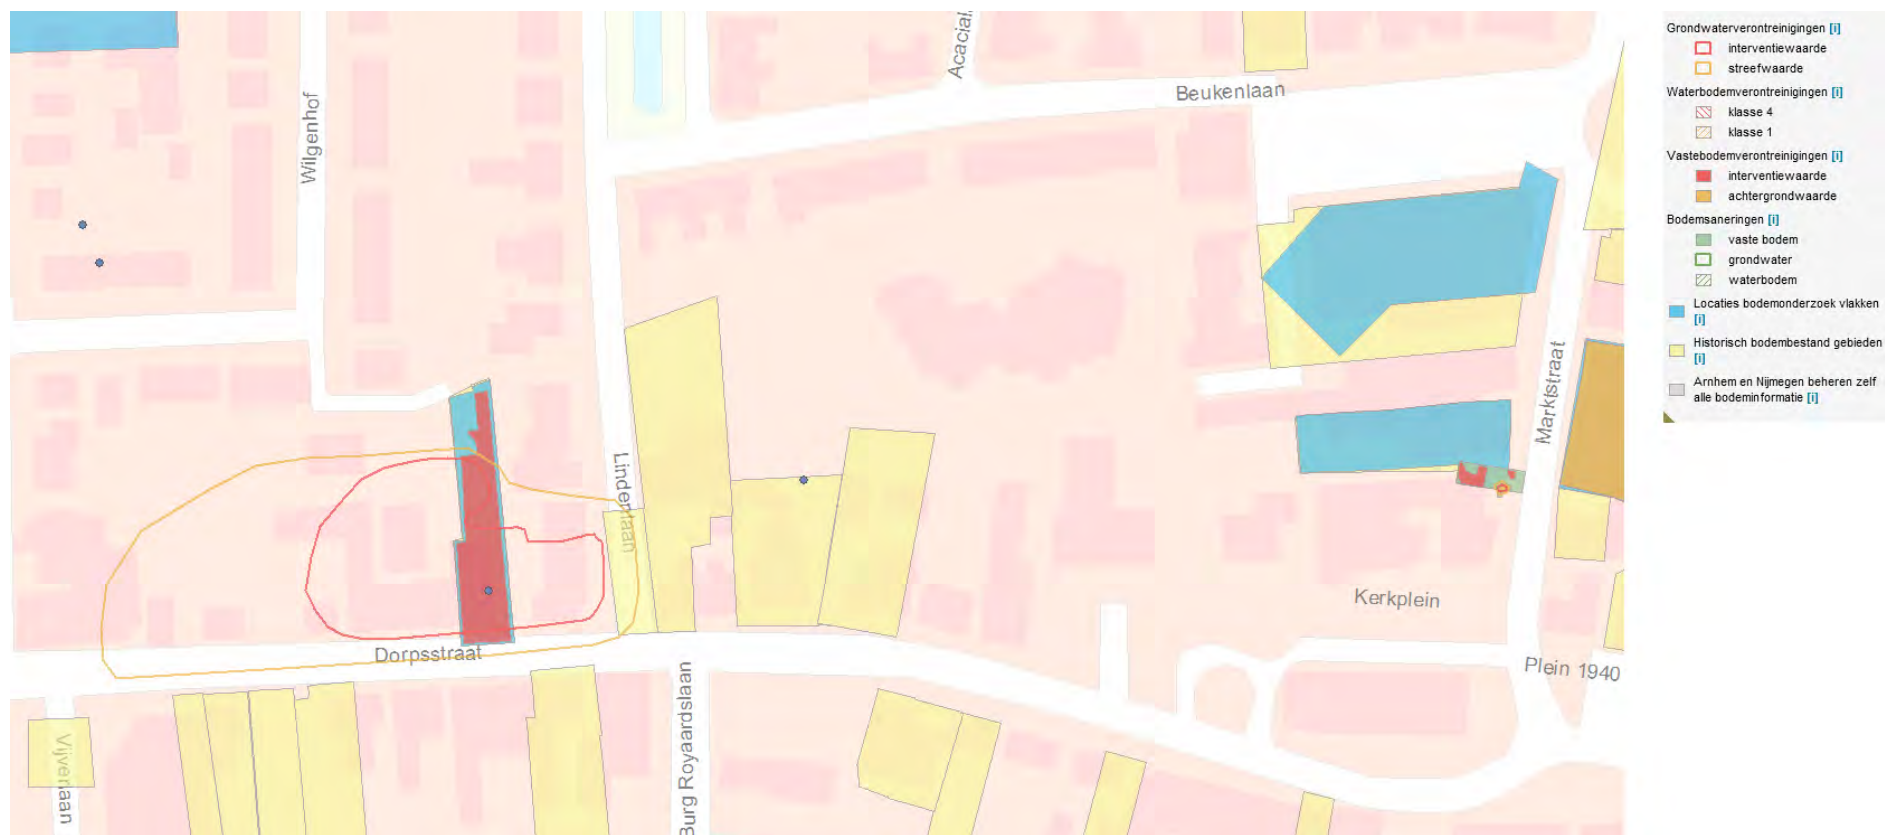 Acacial
Beukenlaan
Wilgenhof
Lindenlaan
Marktstraat
Kerkplein
Plein 1940
Dorpsstraat
Burg Royaardslaan
Vijverlaan
Grondwaterverontreinigingen [i]
interventiewaarde
streefwaarde
Waterbodemverontreinigingen [i]
klasse 4
klasse 1
Vastebodemverontreinigingen [i]
interventiewaarde
achtergrondwaarde
Bodemsaneringen [i]
vaste bodem
grondwater
waterbodem
Locaties bodemonderzoek vlakken
[i]
Historisch bodembestand gebieden
[i]
Arnhem en Nijmegen beheren zelf
alle bodeminformatie [i]